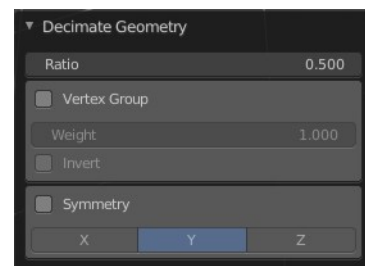 Decimate Geometry
Ratio 0.500
Vertex Group
Weight 1.000
Invert
Symmetry
X Y Z